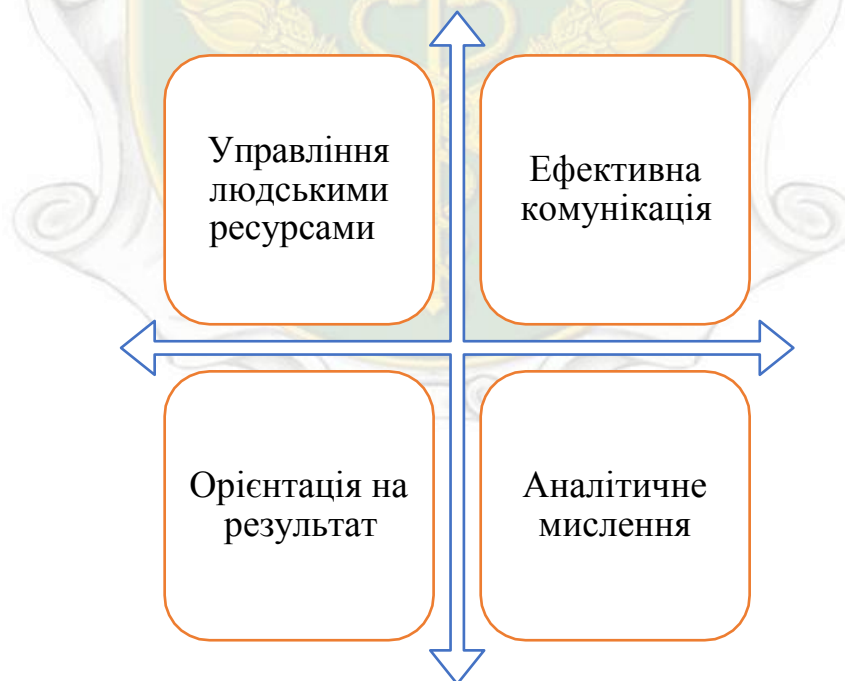 Управління
людськими
ресурсами
Ефективна
комунікація
Орієнтація на
результат
Аналітичне
мислення